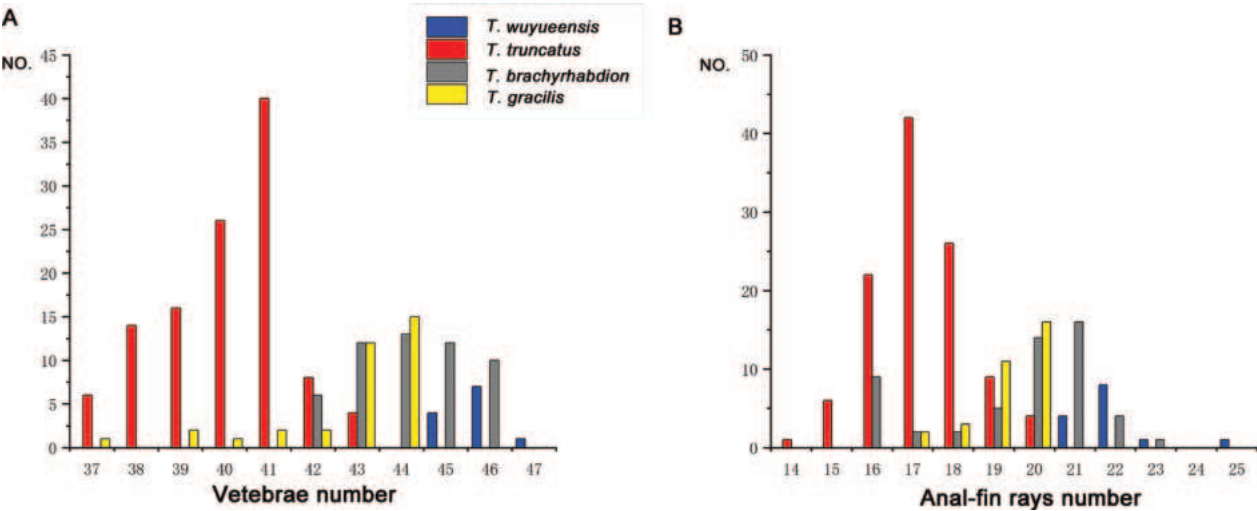 A
T. wuyueensis
T. truncatus
T. brachyrhabdion
T. gracilis
NO.
45
40
35
30
25
20
15
10
5
0
37 38 39 40 41 42 43 44 45 46 47
Vetebrae number
B
NO.
50
40
30
20
10
0
14 15 16 17 18 19 20 21 22 23 24 25
Anal-fin rays number